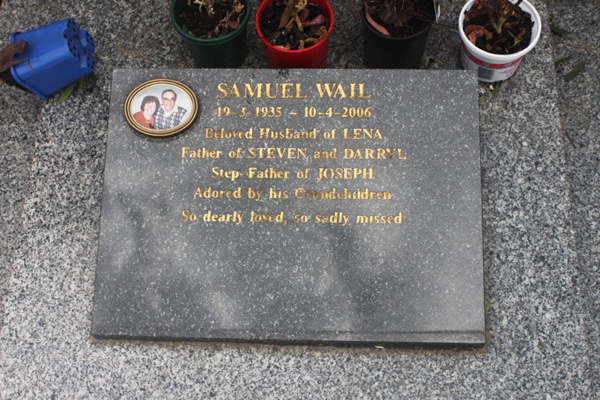 SAMUEL WAIL
19-3-1935 ~ 10-4-2006
Beloved Husband of LENA
Father of STEVEN and DARRYL
Step-Father of JOSEPH
Adored by his Grandchildren
So dearly loved, so sadly missed